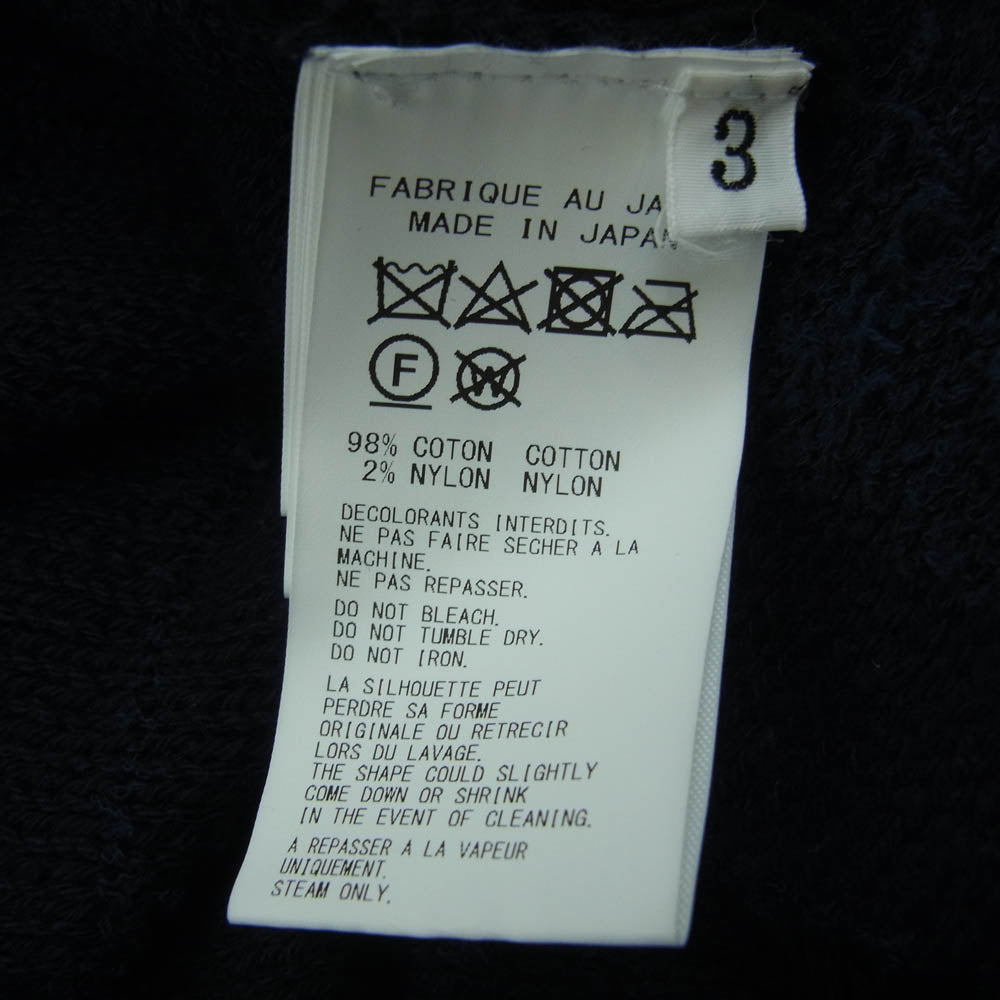 3
FABRIQUE AU JA
MADE IN JAPAN
F
W
98% COTON COTTON
2% NYLON NYLON
DECOLORANTS INTERDITS.
NE PAS FAIRE SECHER A LA
MACHINE.
NE PAS REPASSER.
DO NOT BLEACH.
DO NOT TUMBLE DRY.
DO NOT IRON.
LA SILHOUETTE PEUT
PERDRE SA FORME
ORIGINALE OU RETRECIR
LORS DU LAVAGE.
THE SHAPE COULD SLIGHTLY
COME DOWN OR SHRINK
IN THE EVENT OF CLEANING.
A REPASSER A LA VAPEUR
UNIQUEMENT.
STEAM ONLY.